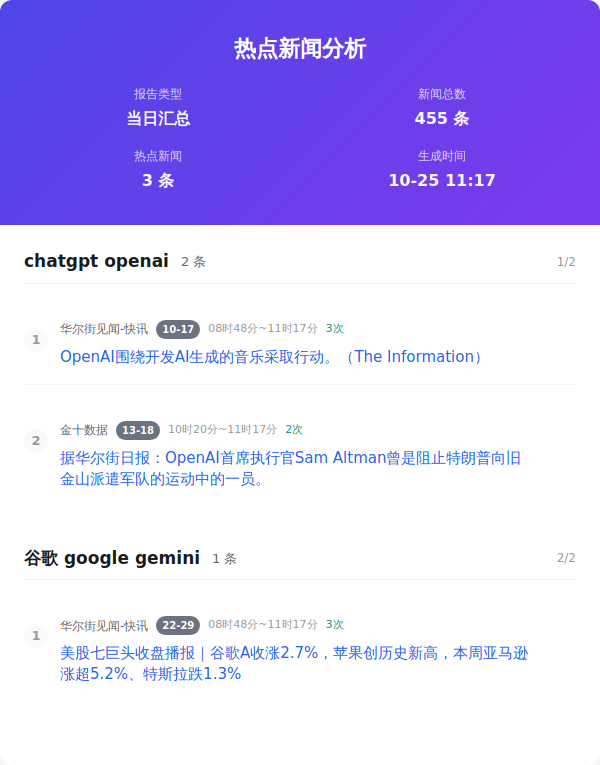 热点新闻分析
报告类型
新闻总数
当日汇总
455 条
热点新闻
生成时间
3 条
10-25 11:17
chatgpt openai 2 条 1/2
1 华尔街见闻-快讯 10-17 08时48分~11时17分 3次
OpenAI围绕开发AI生成的音乐采取行动。（The Information）
2 金十数据 13-18 10时20分~11时17分 2次
据华尔街日报：OpenAI首席执行官Sam Altman曾是阻止特朗普向旧
金山派遣军队的运动中的一员。
谷歌 google gemini 1 条 2/2
1 华尔街见闻-快讯 22-29 08时48分~11时17分 3次
美股七巨头收盘播报｜谷歌A收涨2.7%，苹果创历史新高，本周亚马逊
涨超5.2%、特斯拉跌1.3%